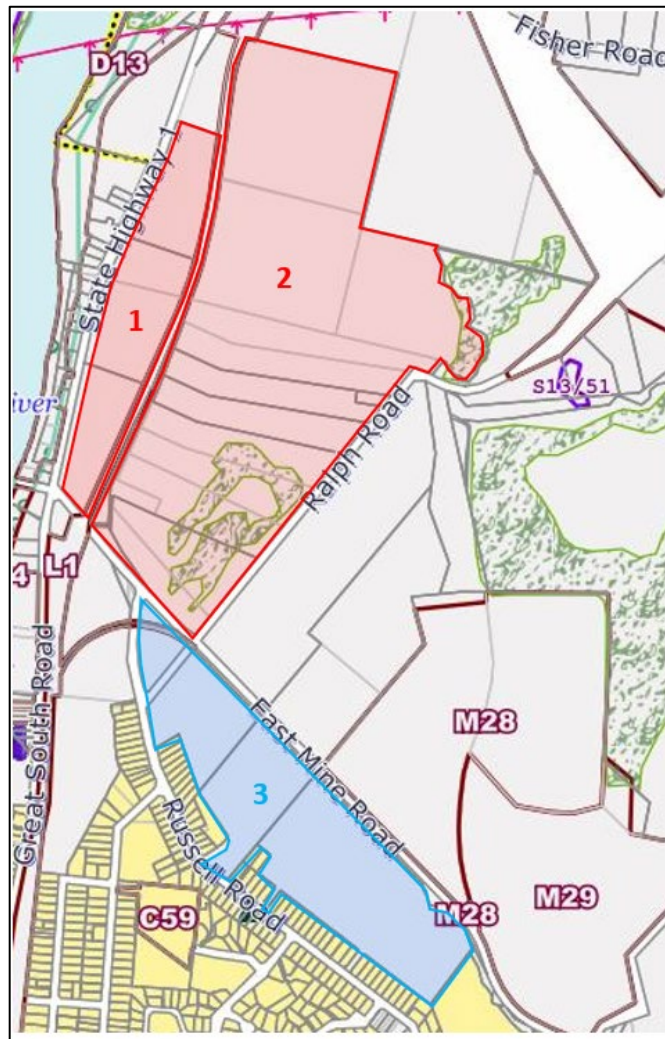 Fisher Road
D13
State Highway 1
2
1
iver
S13/51
Ralph Road
4
L1
Great South Road
East Mine Road
M28
3
Russell Road
C59
M28
M29